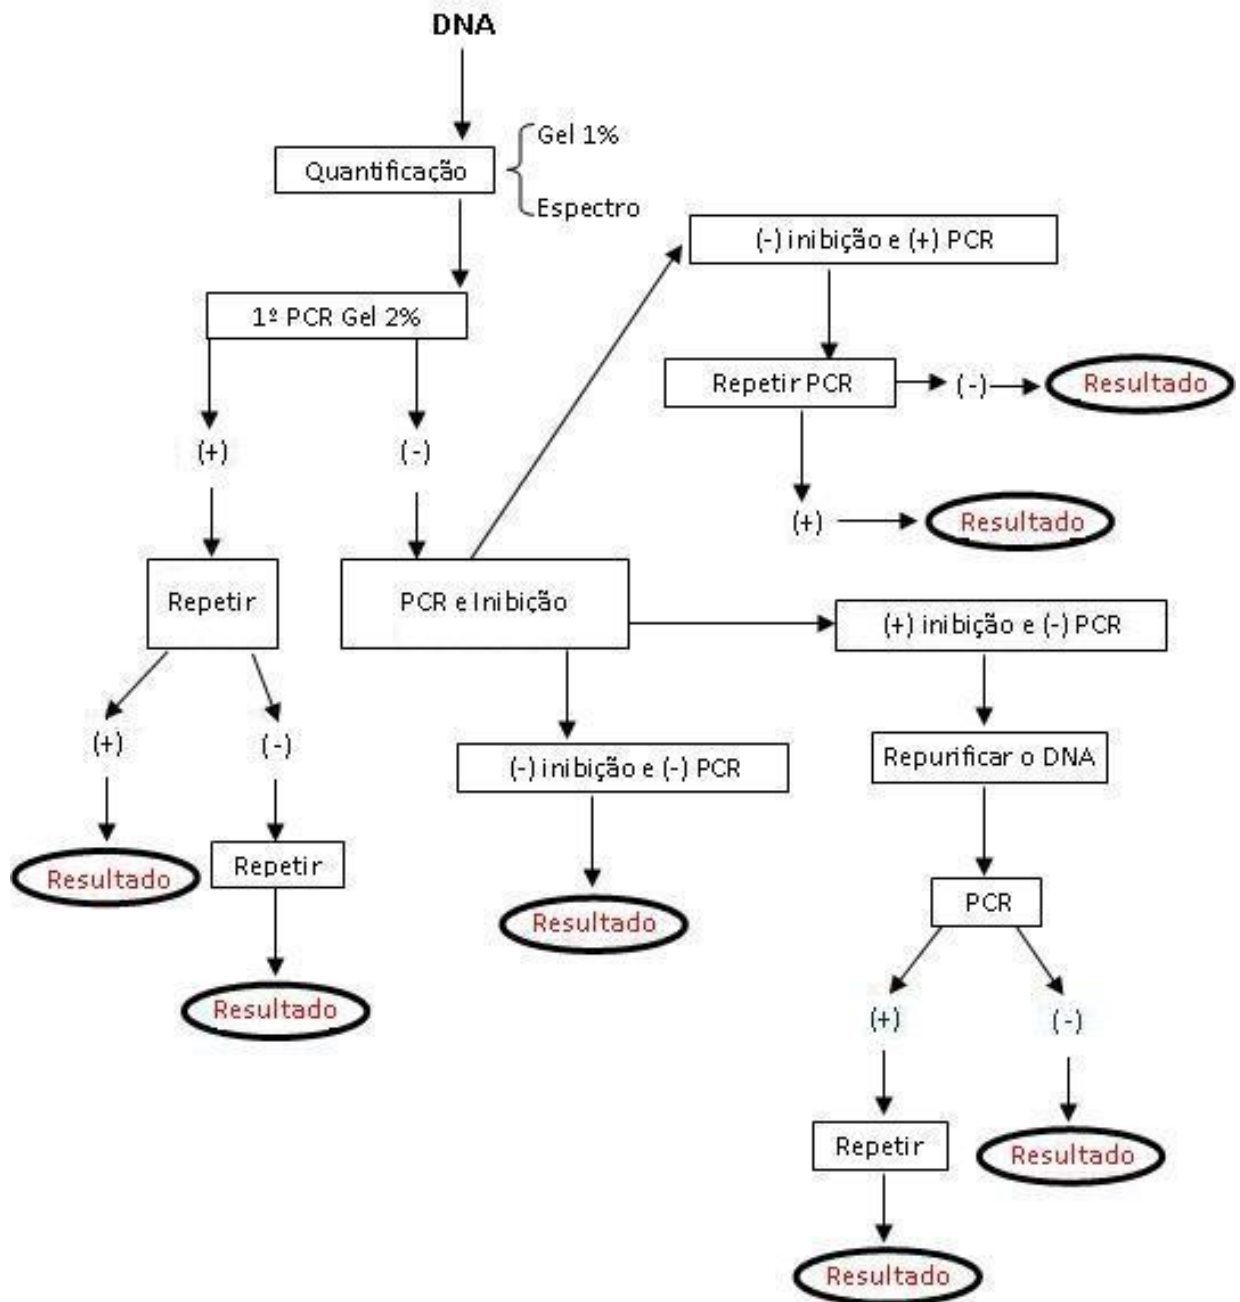 DNA
Quantificação
Gel 1%
Espectro
1º PCR Gel 2%
(+)
(-)
Repetir
PCR e Inibição
(+)
(-)
Resultado
Repetir
Resultado
(-) inibição e (+) PCR
Repetir PCR
(-)
Resultado
(+)
Resultado
(-) inibição e (-) PCR
Resultado
(+) inibição e (-) PCR
Repurificar o DNA
PCR
(+)
(-)
Repetir
Resultado
Resultado